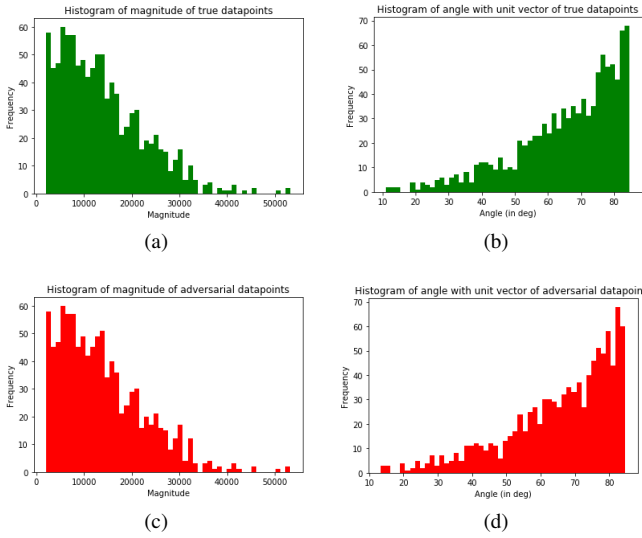 Histogram of magnitude of true datapoints
60
50
40
30
20
10
0
Frequency
0 10000 20000 30000 40000 50000
Magnitude
(a)
Histogram of angle with unit vector of true datapoints
70
60
50
40
30
20
10
0
Frequency
10 20 30 40 50 60 70 80
Angle (in deg)
(b)
Histogram of magnitude of adversarial datapoints
60
50
40
30
20
10
0
Frequency
0 10000 20000 30000 40000 50000
Magnitude
(c)
Histogram of angle with unit vector of adversarial datapoin
70
60
50
40
30
20
10
0
Frequency
10 20 30 40 50 60 70 80
Angle (in deg)
(d)